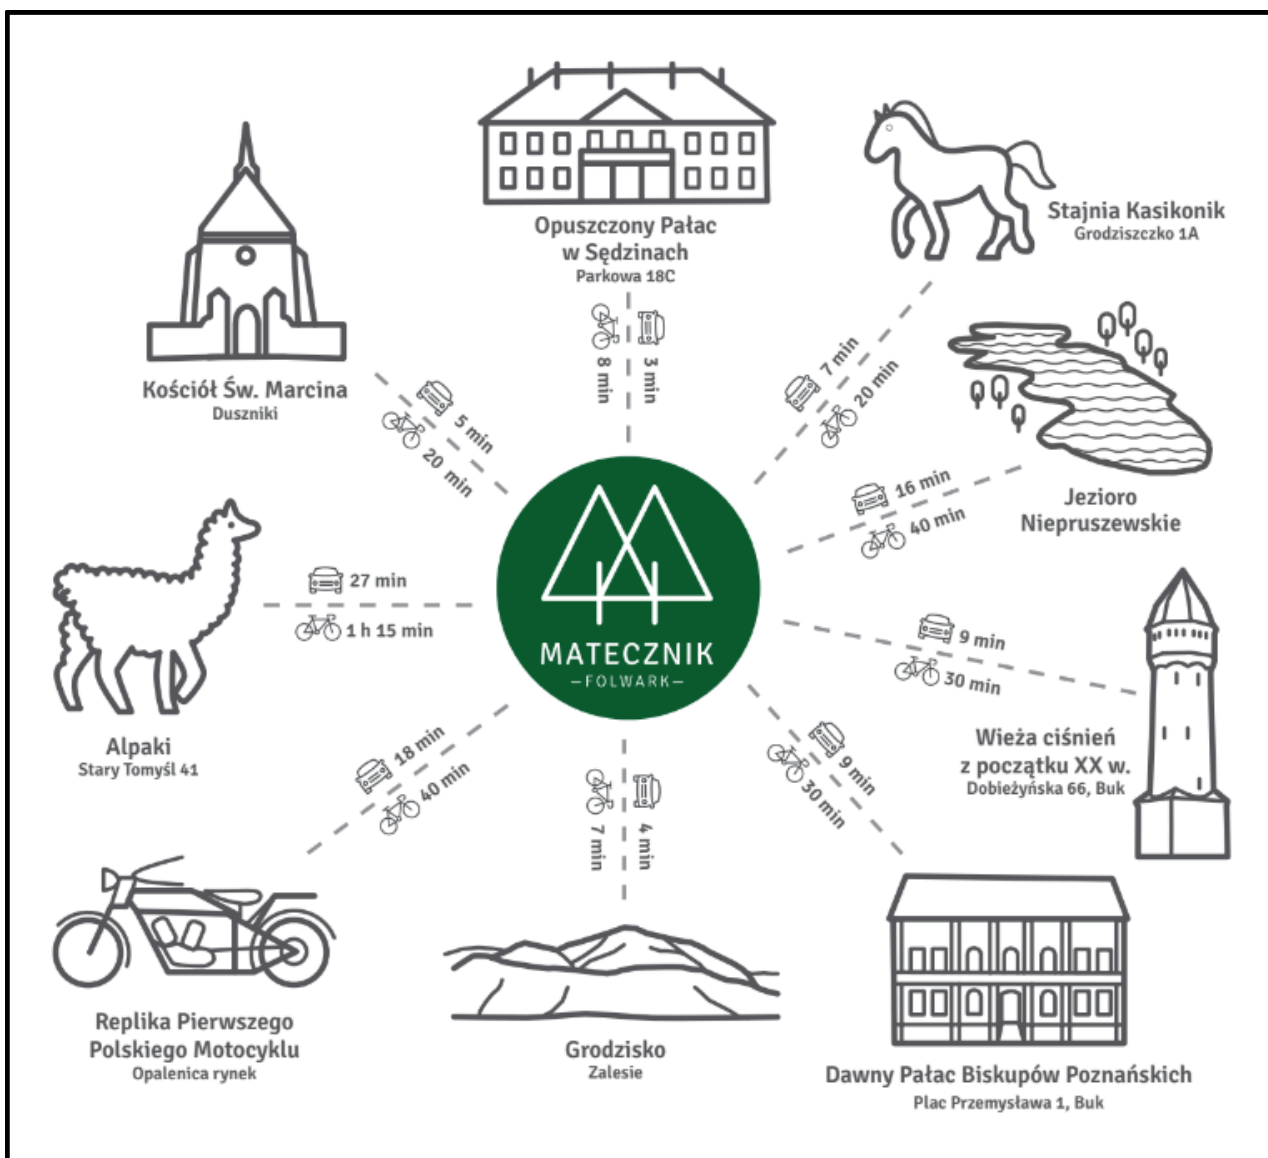 Opuszczony Pałac
w Sędzinach
Parkowa 18C
8 min
3 min
Stajnia Kasikonik
Grodziszczko 1A
7 min
20 min
Kościół Św. Marcina
Duszniki
5 min
20 min
16 min
40 min
Jezioro
Niepruszewskie
27 min
1 h 15 min
Alpaki
Stary Tomyśl 41
MATECZNIK
—FOLWARK—
9 min
30 min
Wieża ciśnień
z początku XX w.
Dobieżyńska 66, Buk
18 min
40 min
7 min
4 min
9 min
30 min
Replika Pierwszego
Polskiego Motocyklu
Opalenica rynek
Grodzisko
Zalesie
Dawny Pałac Biskupów Poznańskich
Plac Przemysława 1, Buk